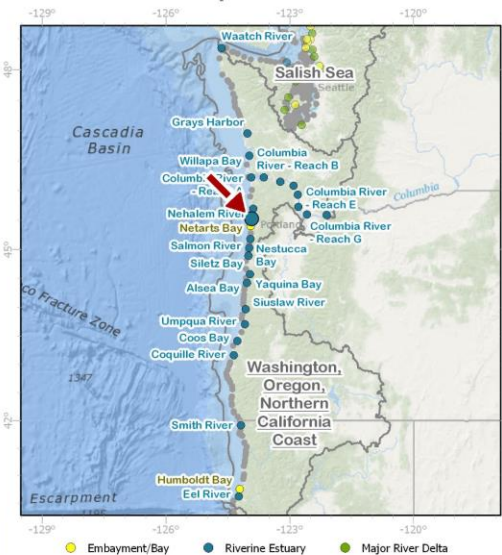 -129°
-126°
-123°
-120°
Waatch River
48°
Salish Sea
Seattle
Cascadia
Basin
Grays Harbor
Willapa Bay
Columbia
River - Reach B
Columbia River
- Reach A
Columbia River
- Reach E
Columbia
Nehalem River
Netarts Bay
Portland
Columbia River
- Reach G
45°
Salmon River
Nestucca
Bay
Siletz Bay
Alsea Bay
Yaquina Bay
Siuslaw River
co Fracture Zone
Umpqua River
Coos Bay
Coquille River
1347
Washington,
Oregon,
Northern
California
Coast
42°
Smith River
Humboldt Bay
Eel River
Escarpment
-129°
-126°
-123°
-120°
Embayment/Bay
Riverine Estuary
Major River Delta